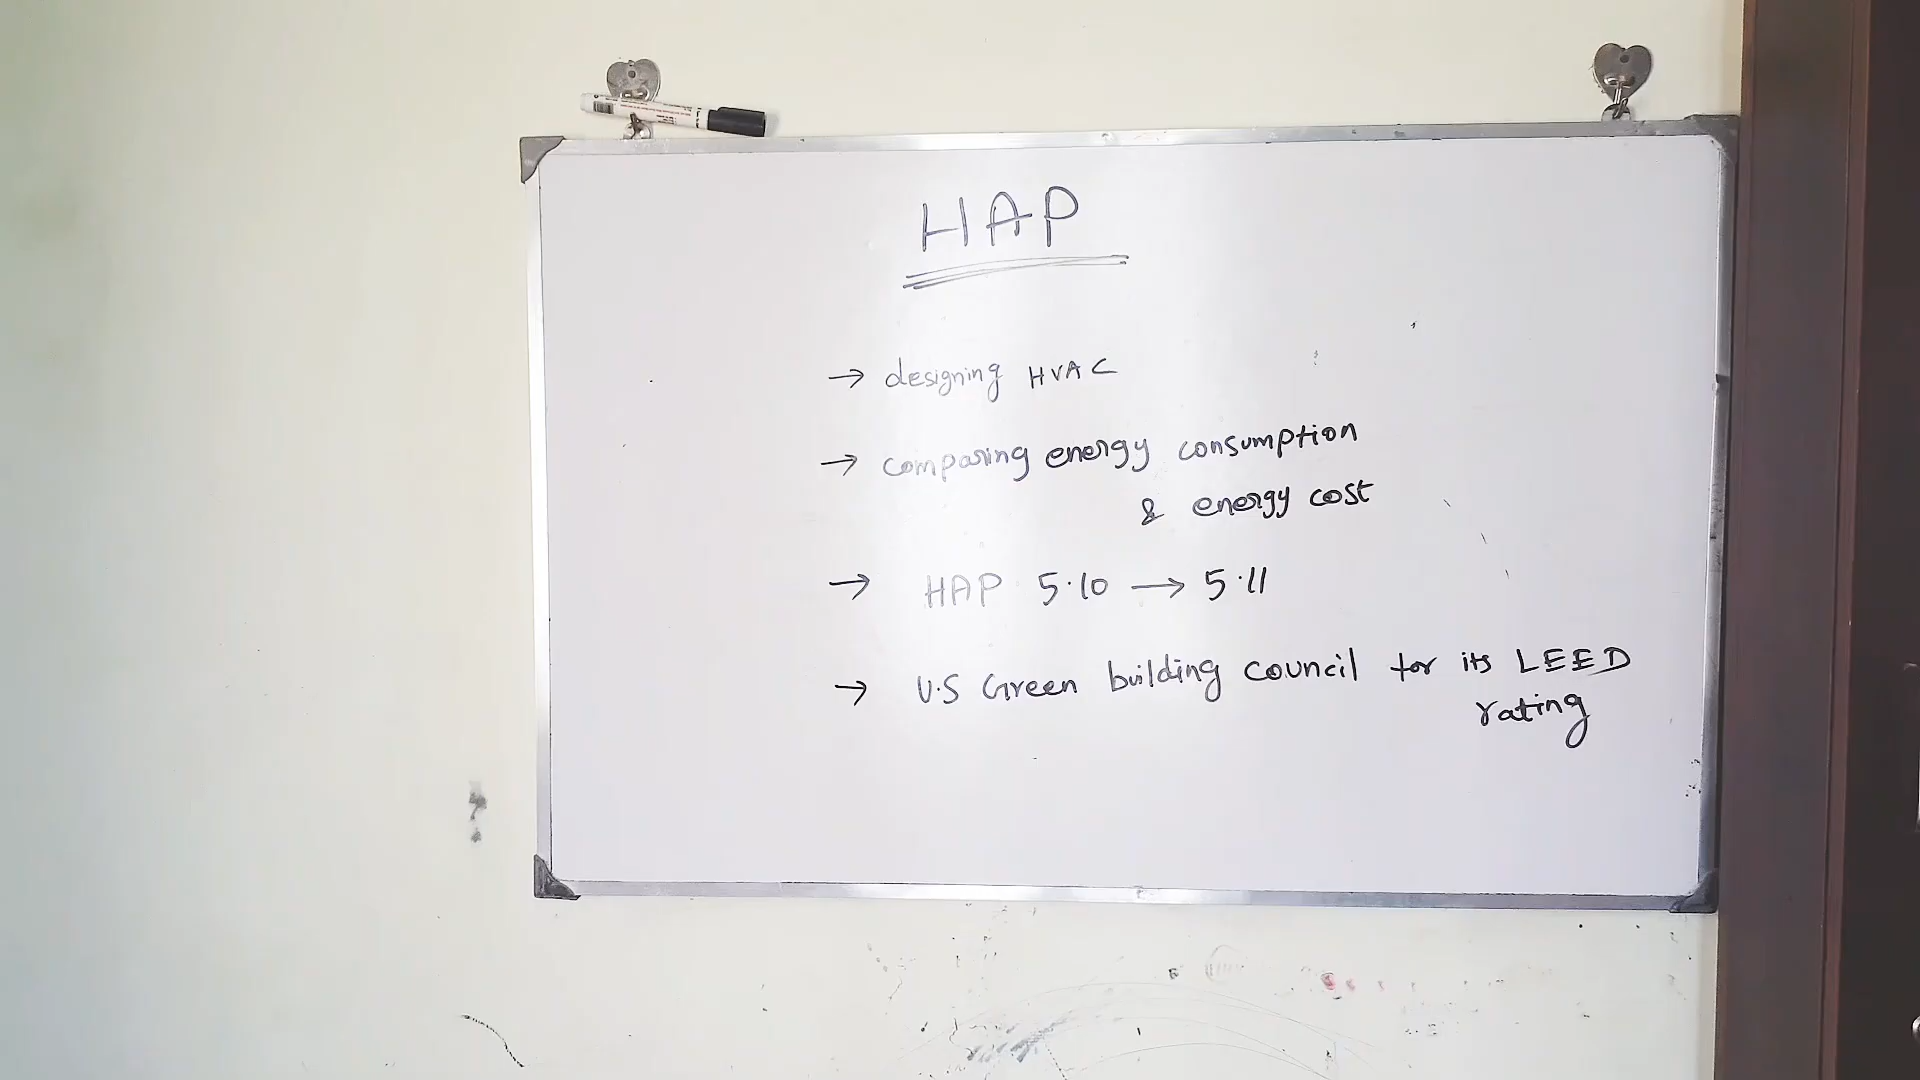 HAP
→ designing HVAC
→ comparing energy consumption
& energy cost
→ HAP 5.10 → 5.11
→ U.S Green building council for its LEED
rating